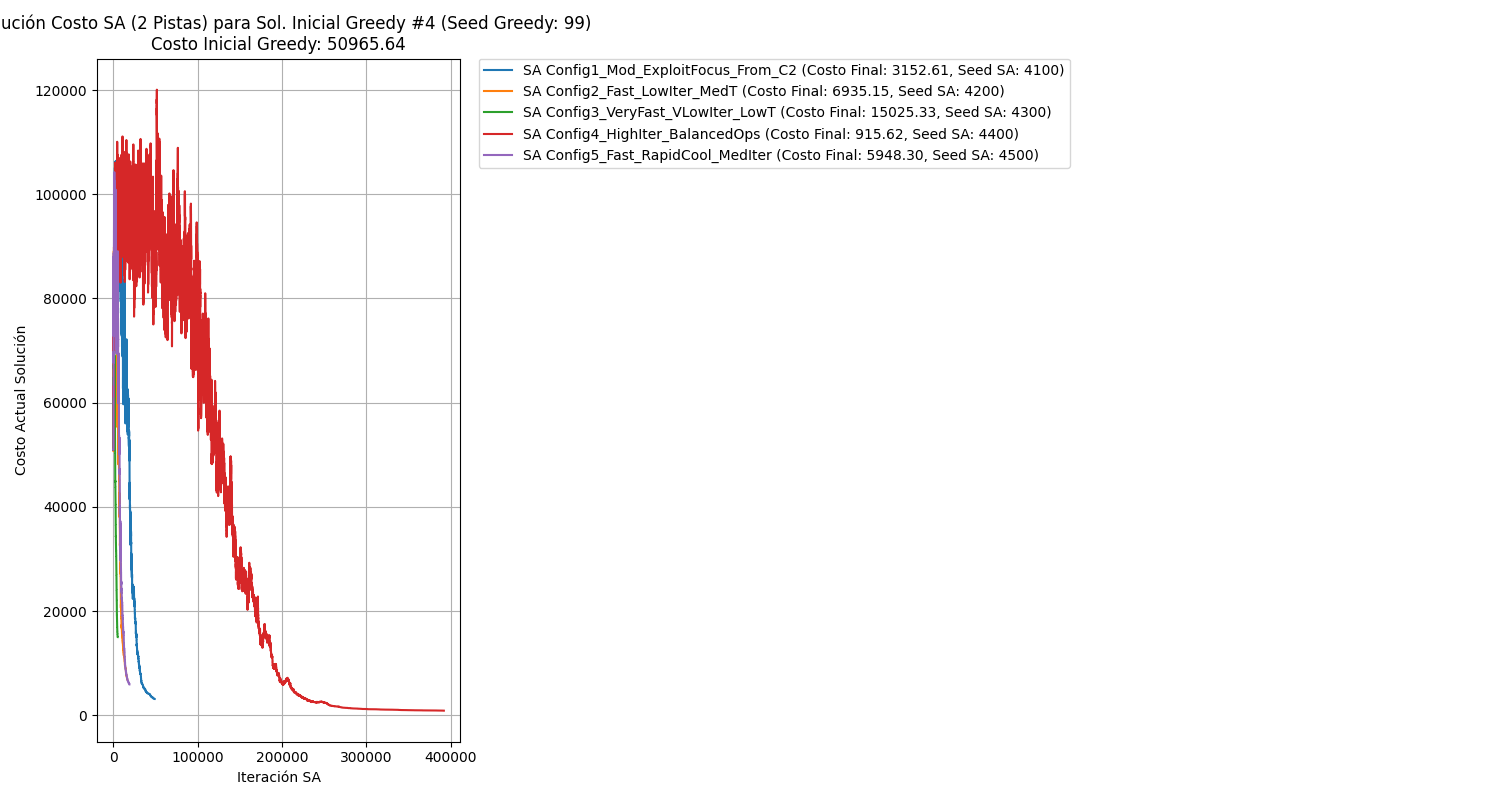 ución Costo SA (2 Pistas) para Sol. Inicial Greedy #4 (Seed Greedy: 99)
Costo Inicial Greedy: 50965.64
SA Config1_Mod_ExploitFocus_From_C2 (Costo Final: 3152.61, Seed SA: 4100)
SA Config2_Fast_LowIter_MedT (Costo Final: 6935.15, Seed SA: 4200)
SA Config3_VeryFast_VLowIter_LowT (Costo Final: 15025.33, Seed SA: 4300)
SA Config4_HighIter_BalancedOps (Costo Final: 915.62, Seed SA: 4400)
SA Config5_Fast_RapidCool_MedIter (Costo Final: 5948.30, Seed SA: 4500)
Costo Actual Solución
120000
100000
80000
60000
40000
20000
0
0 100000 200000 300000 400000
Iteración SA